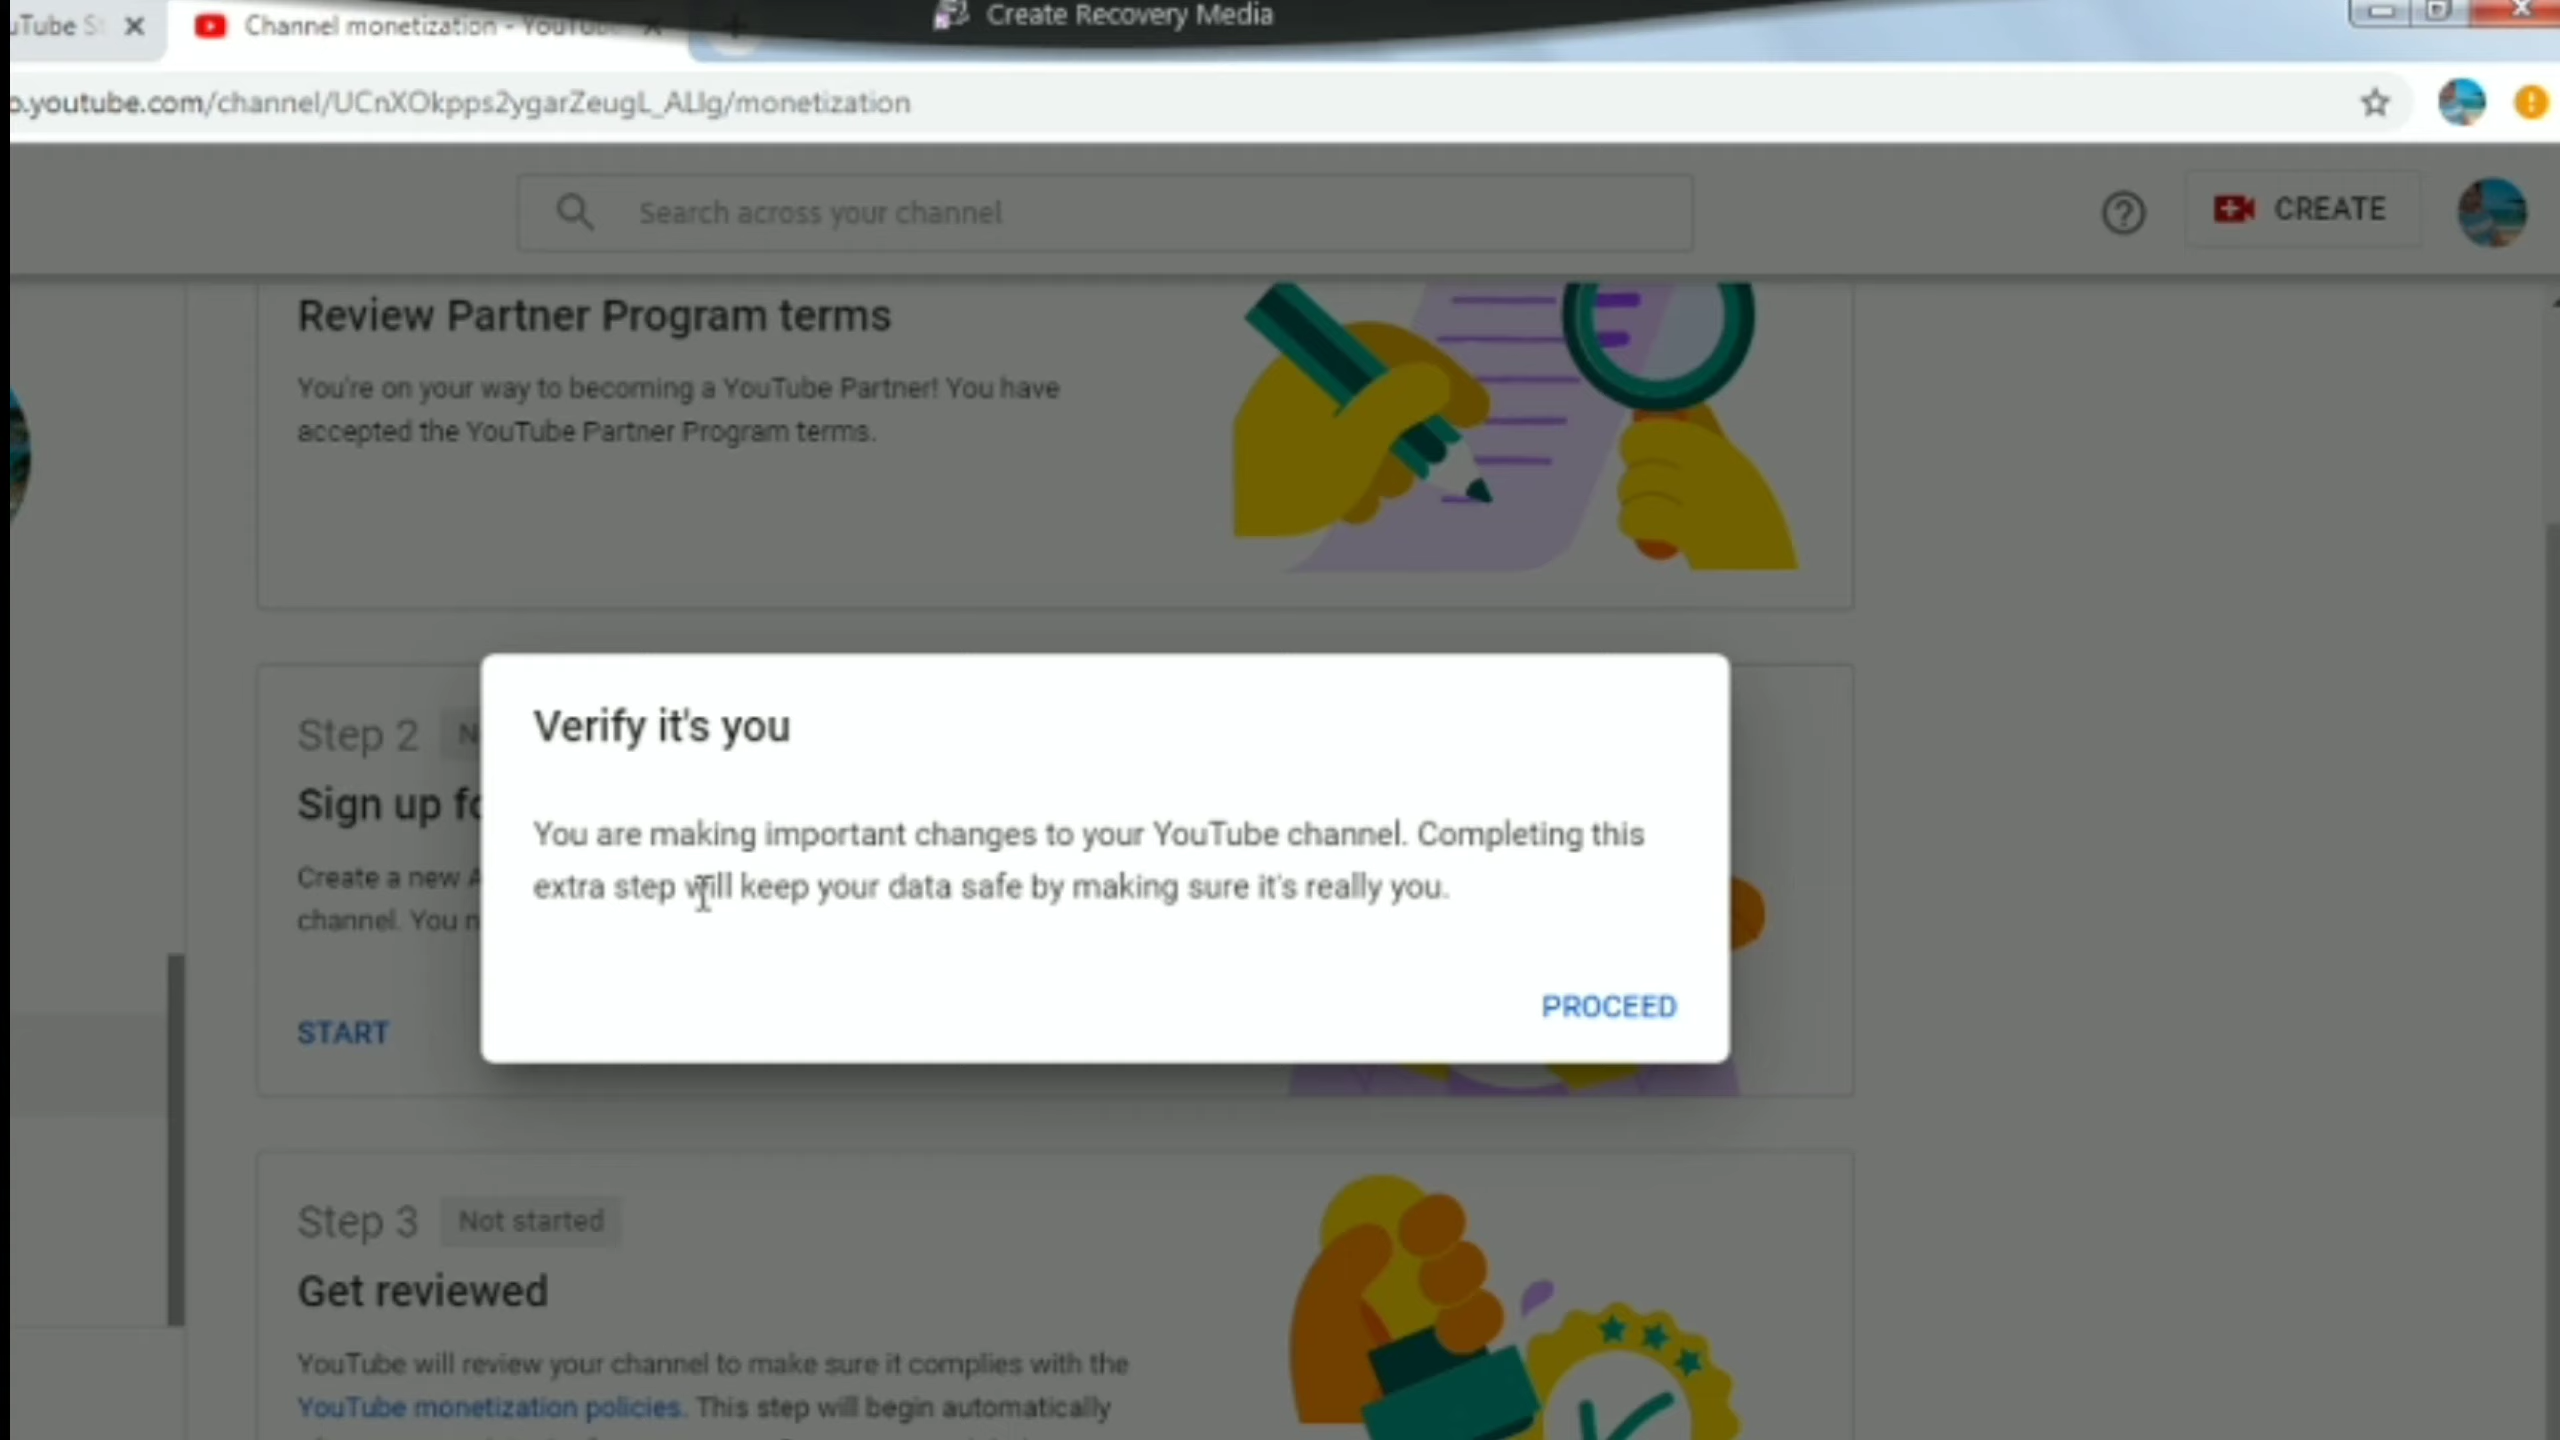 Create Recovery Media
Channel monetization - YouTube
o.youtube.com/channel/UCnXOkpps2ygarZeugL_ALIg/monetization
Search across your channel
CREATE
Review Partner Program terms
You're on your way to becoming a YouTube Partner! You have
accepted the YouTube Partner Program terms.
Verify it's you
You are making important changes to your YouTube channel. Completing this
extra step will keep your data safe by making sure it's really you.
PROCEED
Step 2
Sign up
Create a new
channel. You
START
Step 3 Not started
Get reviewed
YouTube will review your channel to make sure it complies with the
YouTube monetization policies. This step will begin automatically